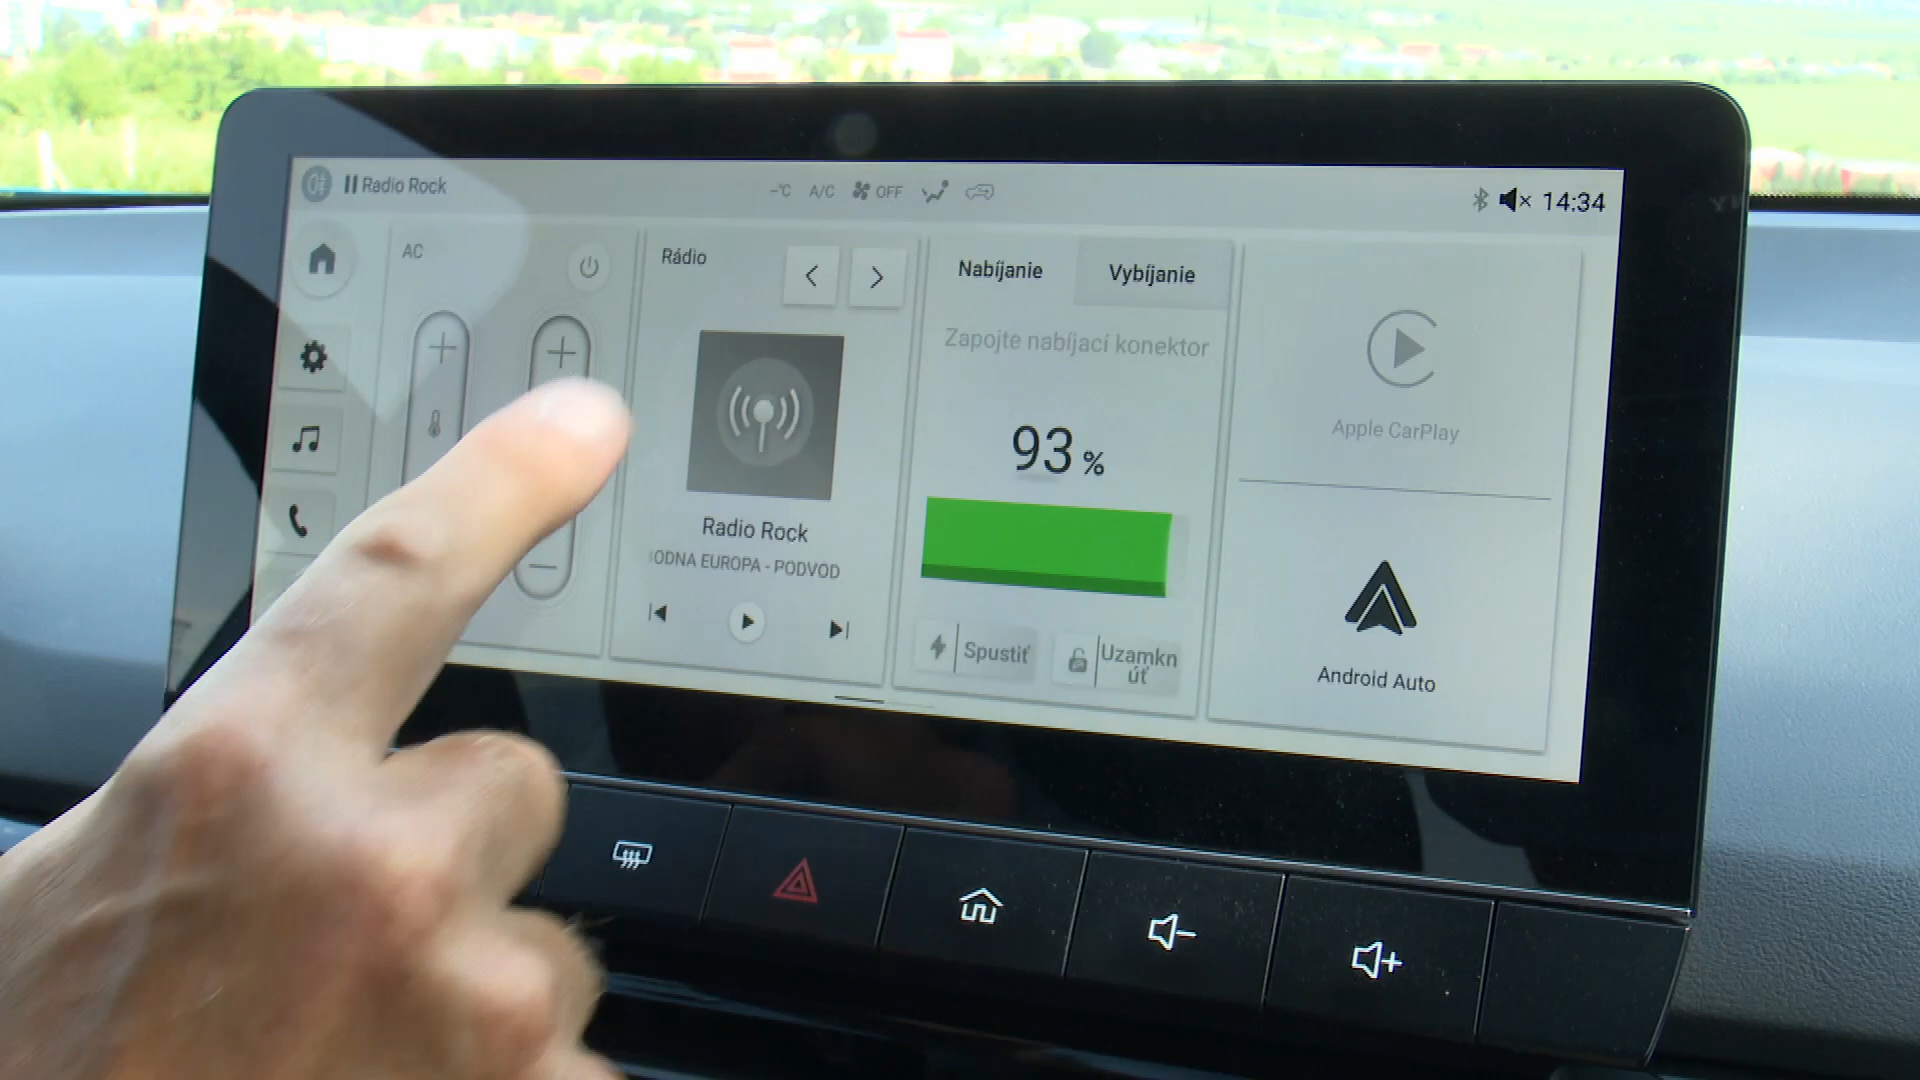 Radio Rock
-°C A/C OFF
14:34
AC
Rádio
Radio Rock
ODNA EUROPA - PODVOD
Nabíjanie
Vybíjanie
Zapojte nabíjací konektor
93 %
Spustiť
Uzamkn
úť
Apple CarPlay
Android Auto